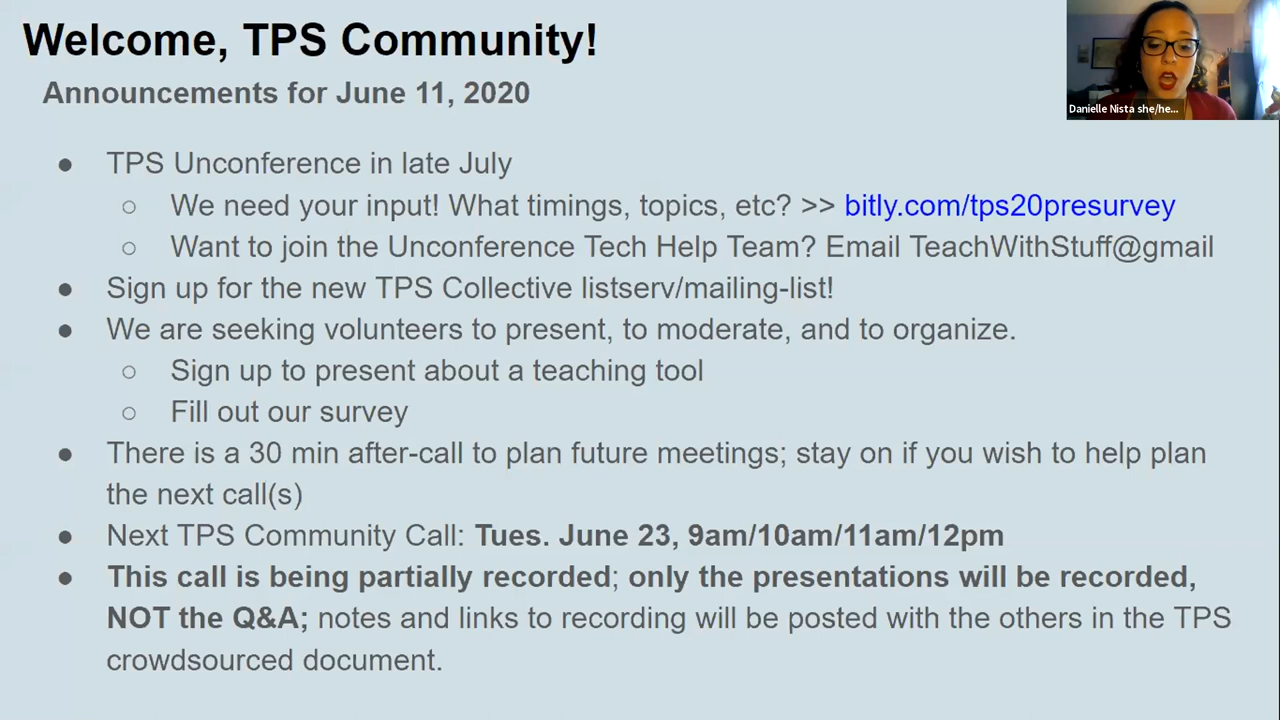 Welcome, TPS Community!
Announcements for June 11, 2020
Danielle Nista she/he...
● TPS Unconference in late July
○ We need your input! What timings, topics, etc? >> bitly.com/tps20presurvey
○ Want to join the Unconference Tech Help Team? Email TeachWithStuff@gmail
● Sign up for the new TPS Collective listserv/mailing-list!
● We are seeking volunteers to present, to moderate, and to organize.
○ Sign up to present about a teaching tool
○ Fill out our survey
● There is a 30 min after-call to plan future meetings; stay on if you wish to help plan
the next call(s)
● Next TPS Community Call: Tues. June 23, 9am/10am/11am/12pm
● This call is being partially recorded; only the presentations will be recorded,
NOT the Q&A; notes and links to recording will be posted with the others in the TPS
crowdsourced document.